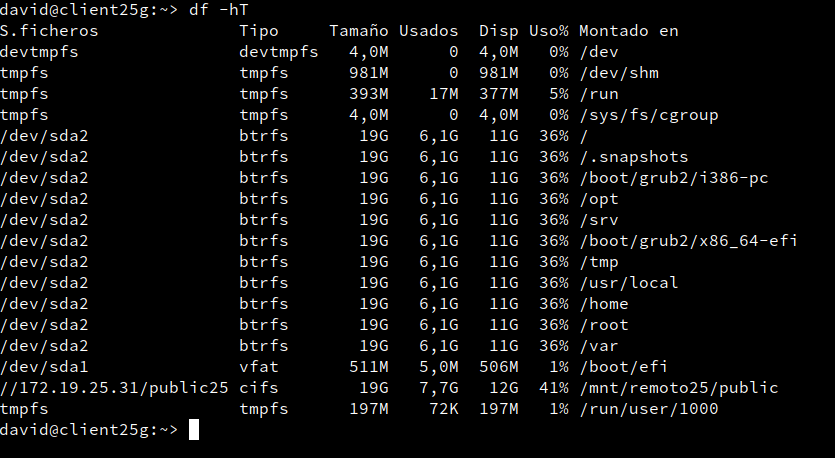 david@client25g:~> df -hT
S.ficheros Tipo Tamaño Usados Disp Uso% Montado en
devtmpfs devtmpfs 4,0M 0 4,0M 0% /dev
tmpfs tmpfs 981M 0 981M 0% /dev/shm
tmpfs tmpfs 393M 17M 377M 5% /run
tmpfs tmpfs 4,0M 0 4,0M 0% /sys/fs/cgroup
/dev/sda2 btrfs 19G 6,1G 11G 36% /
/dev/sda2 btrfs 19G 6,1G 11G 36% /.snapshots
/dev/sda2 btrfs 19G 6,1G 11G 36% /boot/grub2/i386-pc
/dev/sda2 btrfs 19G 6,1G 11G 36% /opt
/dev/sda2 btrfs 19G 6,1G 11G 36% /srv
/dev/sda2 btrfs 19G 6,1G 11G 36% /boot/grub2/x86_64-efi
/dev/sda2 btrfs 19G 6,1G 11G 36% /tmp
/dev/sda2 btrfs 19G 6,1G 11G 36% /usr/local
/dev/sda2 btrfs 19G 6,1G 11G 36% /home
/dev/sda2 btrfs 19G 6,1G 11G 36% /root
/dev/sda2 btrfs 19G 6,1G 11G 36% /var
/dev/sda1 vfat 511M 5,0M 506M 1% /boot/efi
//172.19.25.31/public25 cifs 19G 7,7G 12G 41% /mnt/remoto25/public
tmpfs tmpfs 197M 72K 197M 1% /run/user/1000
david@client25g:~>